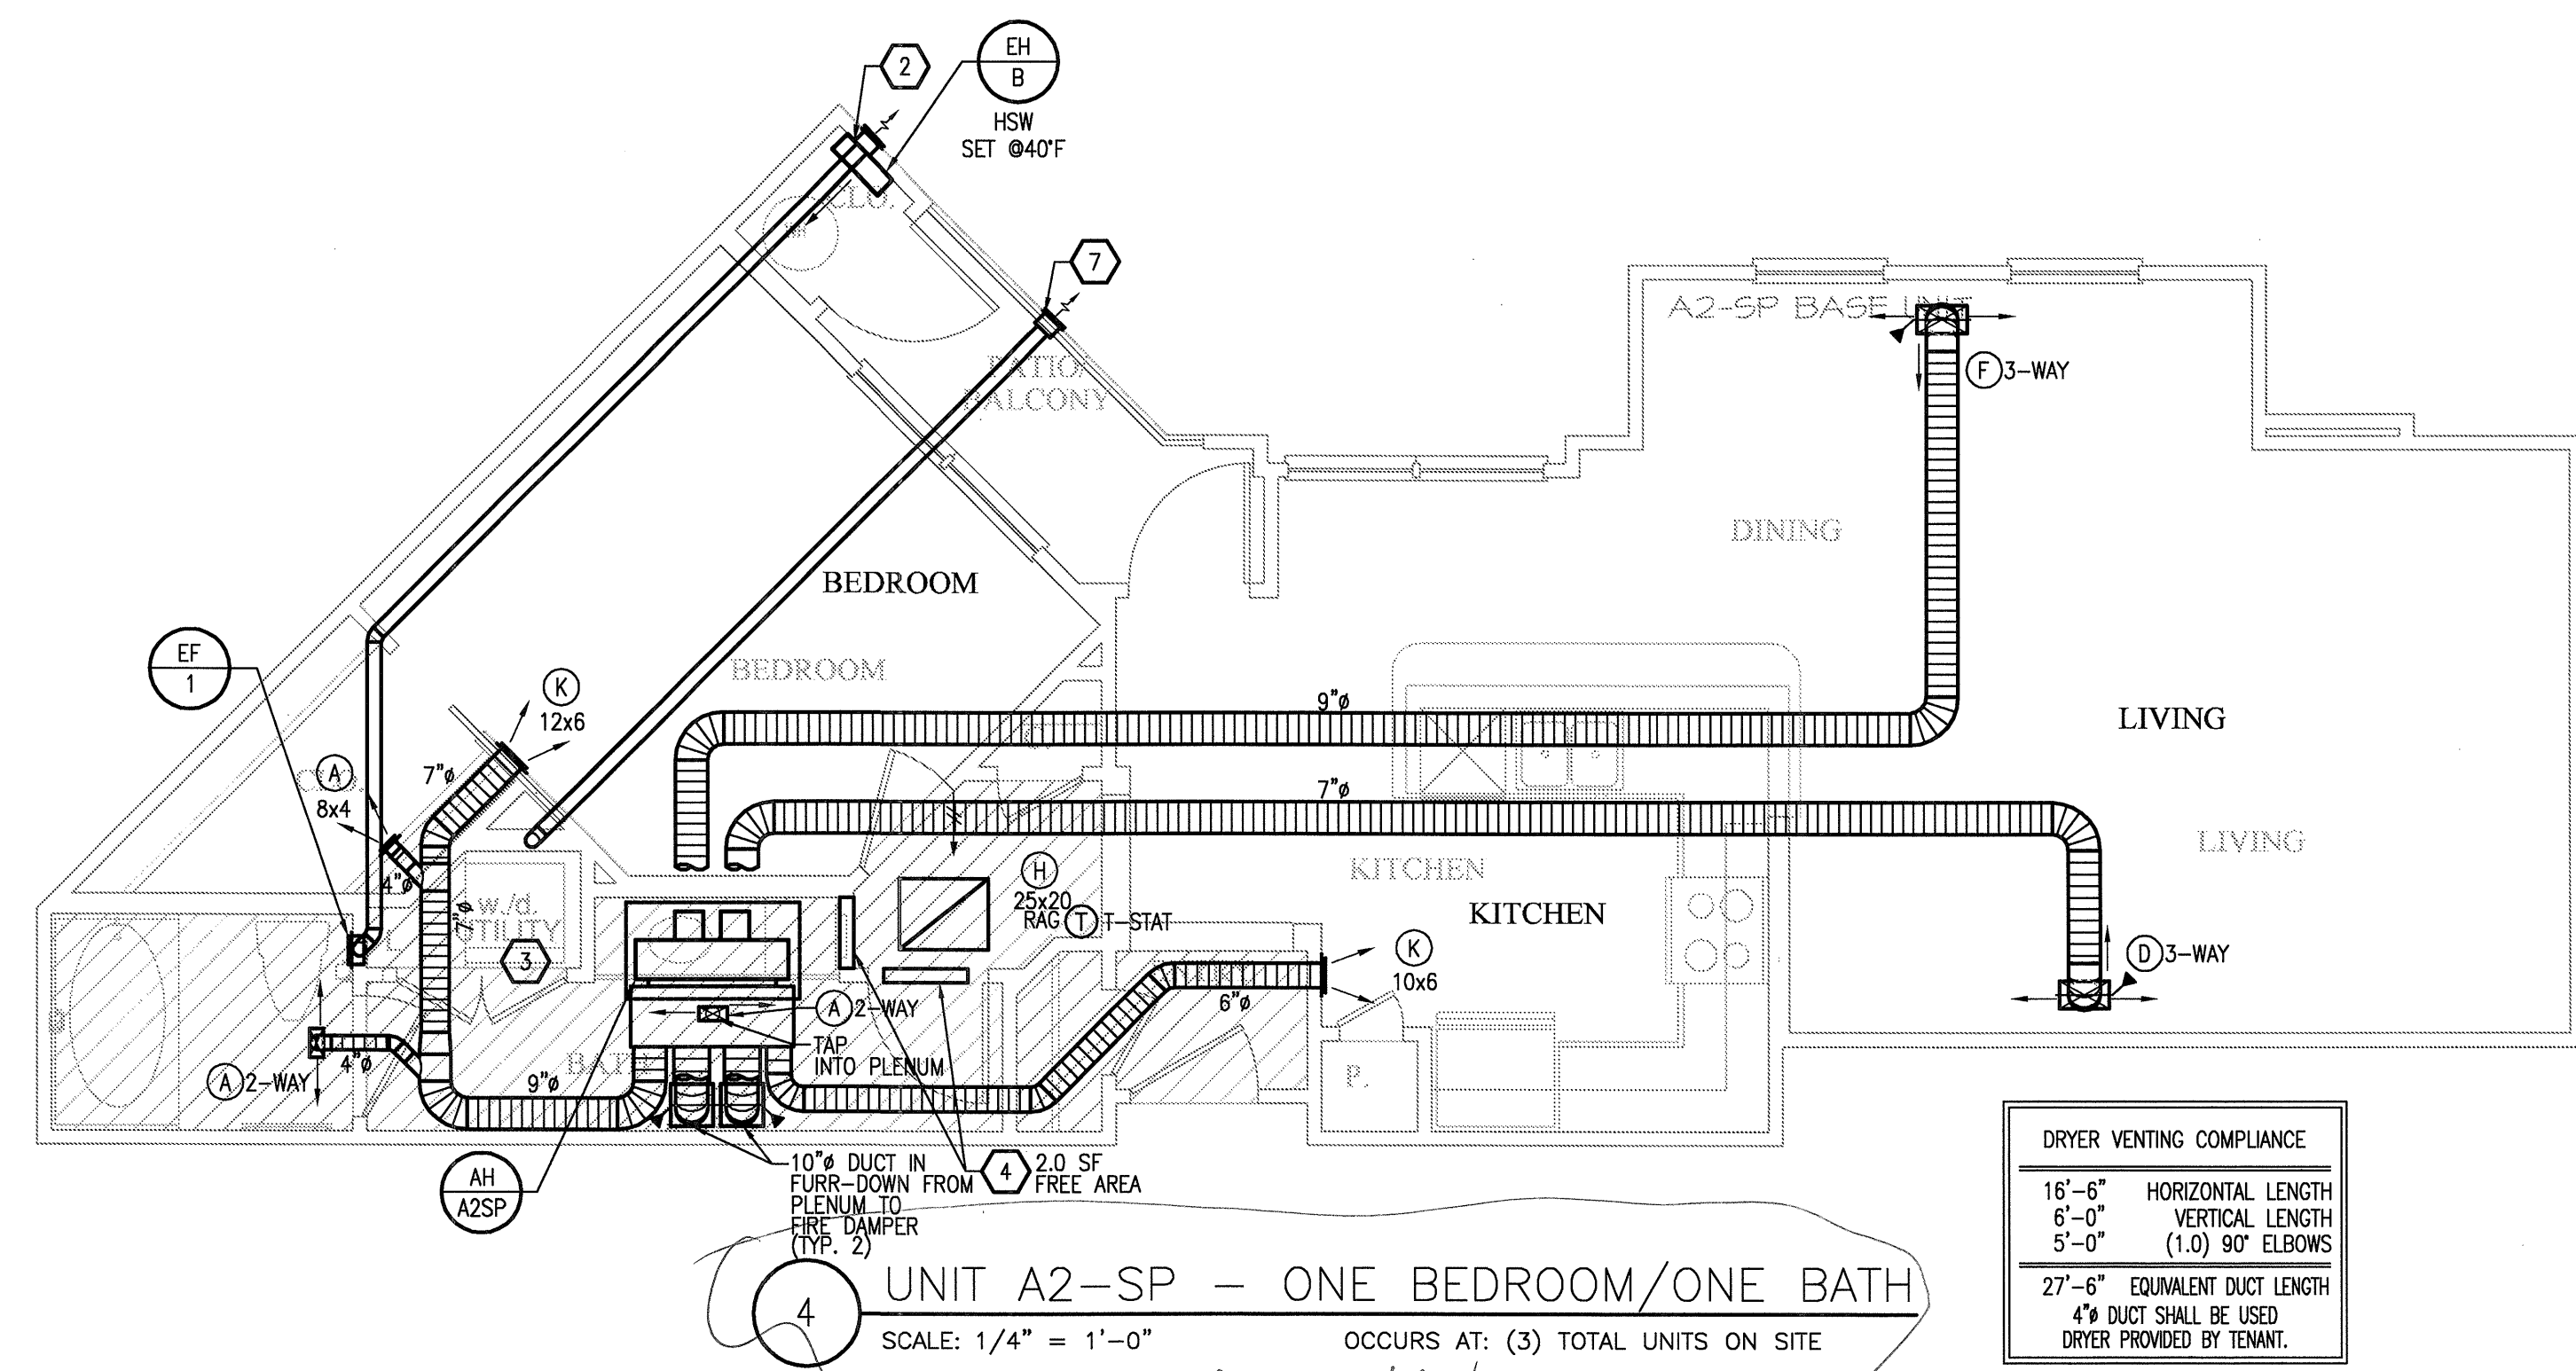 2
EH
B
HSW
SET @40°F
CLO.
WH
7
A2-SP BASE UNIT
PATIO/
BALCONY
F 3-WAY
DINING
BEDROOM
BEDROOM
EF
1
K
12x6
9"ø
LIVING
7"ø
A
8x4
7"ø
4"ø
LIVING
KITCHEN
H
25x20
RAG
T T-STAT
KITCHEN
w./d.
UTILITY
7"ø
3
K
10x6
6"ø
D 3-WAY
A 2-WAY
TAP
INTO PLENUM
BATH
4"ø
A 2-WAY
9"ø
P.
AH
A2SP
10"ø DUCT IN
FURR-DOWN FROM
PLENUM TO
FIRE DAMPER
(TYP. 2)
4
2.0 SF
FREE AREA
DRYER VENTING COMPLIANCE
16'-6" HORIZONTAL LENGTH
6'-0" VERTICAL LENGTH
5'-0" (1.0) 90° ELBOWS
27'-6" EQUIVALENT DUCT LENGTH
4"ø DUCT SHALL BE USED
DRYER PROVIDED BY TENANT.
4
UNIT A2-SP - ONE BEDROOM/ONE BATH
SCALE: 1/4" = 1'-0" OCCURS AT: (3) TOTAL UNITS ON SITE